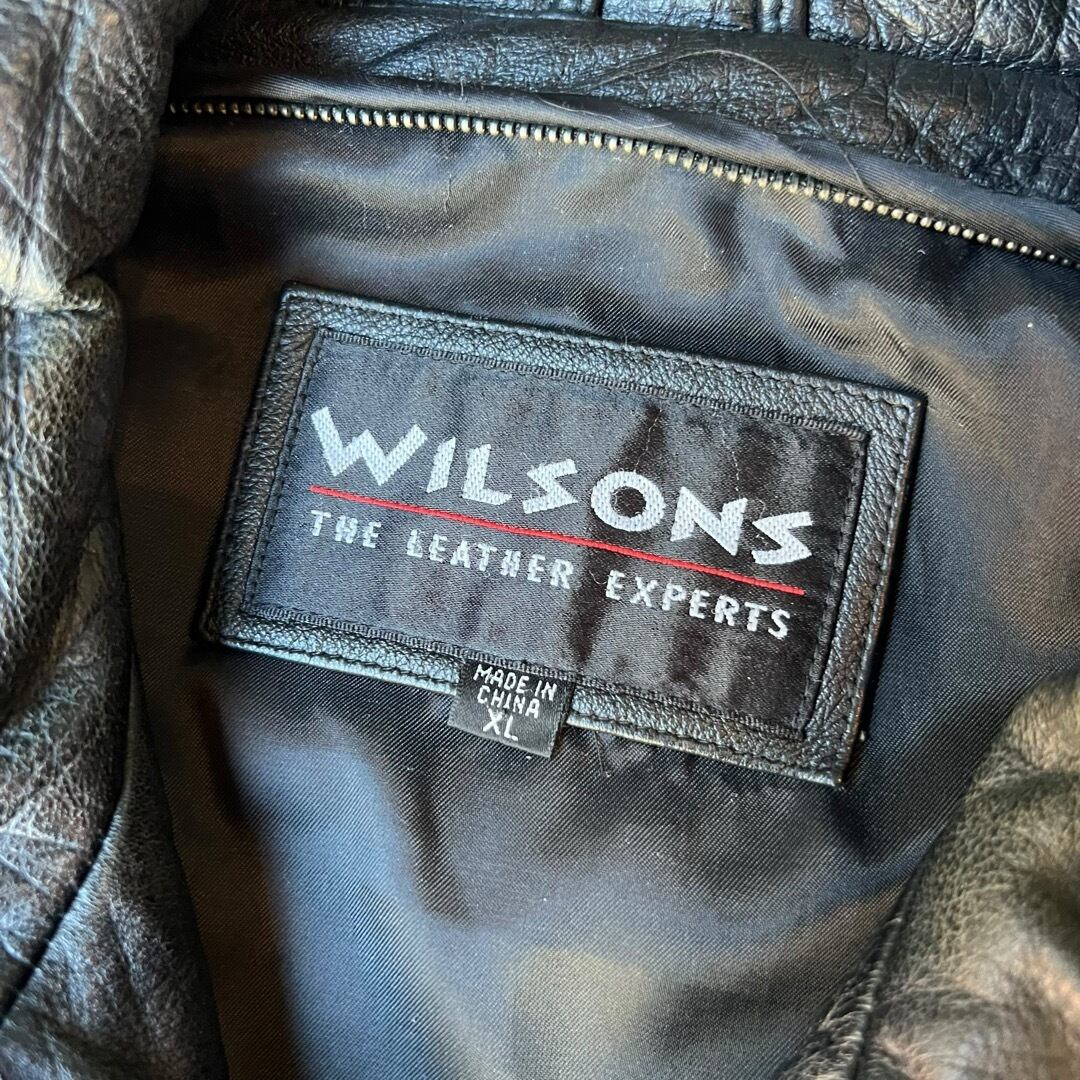 WILSONS
THE LEATHER EXPERTS
MADE IN
CHINA
XL